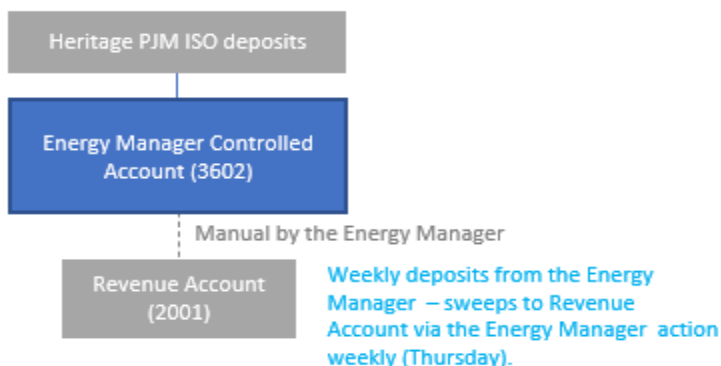 Heritage PJM ISO deposits
Energy Manager Controlled
Account (3602)
Manual by the Energy Manager
Revenue Account
(2001)
Weekly deposits from the Energy
Manager – sweeps to Revenue
Account via the Energy Manager action
weekly (Thursday).